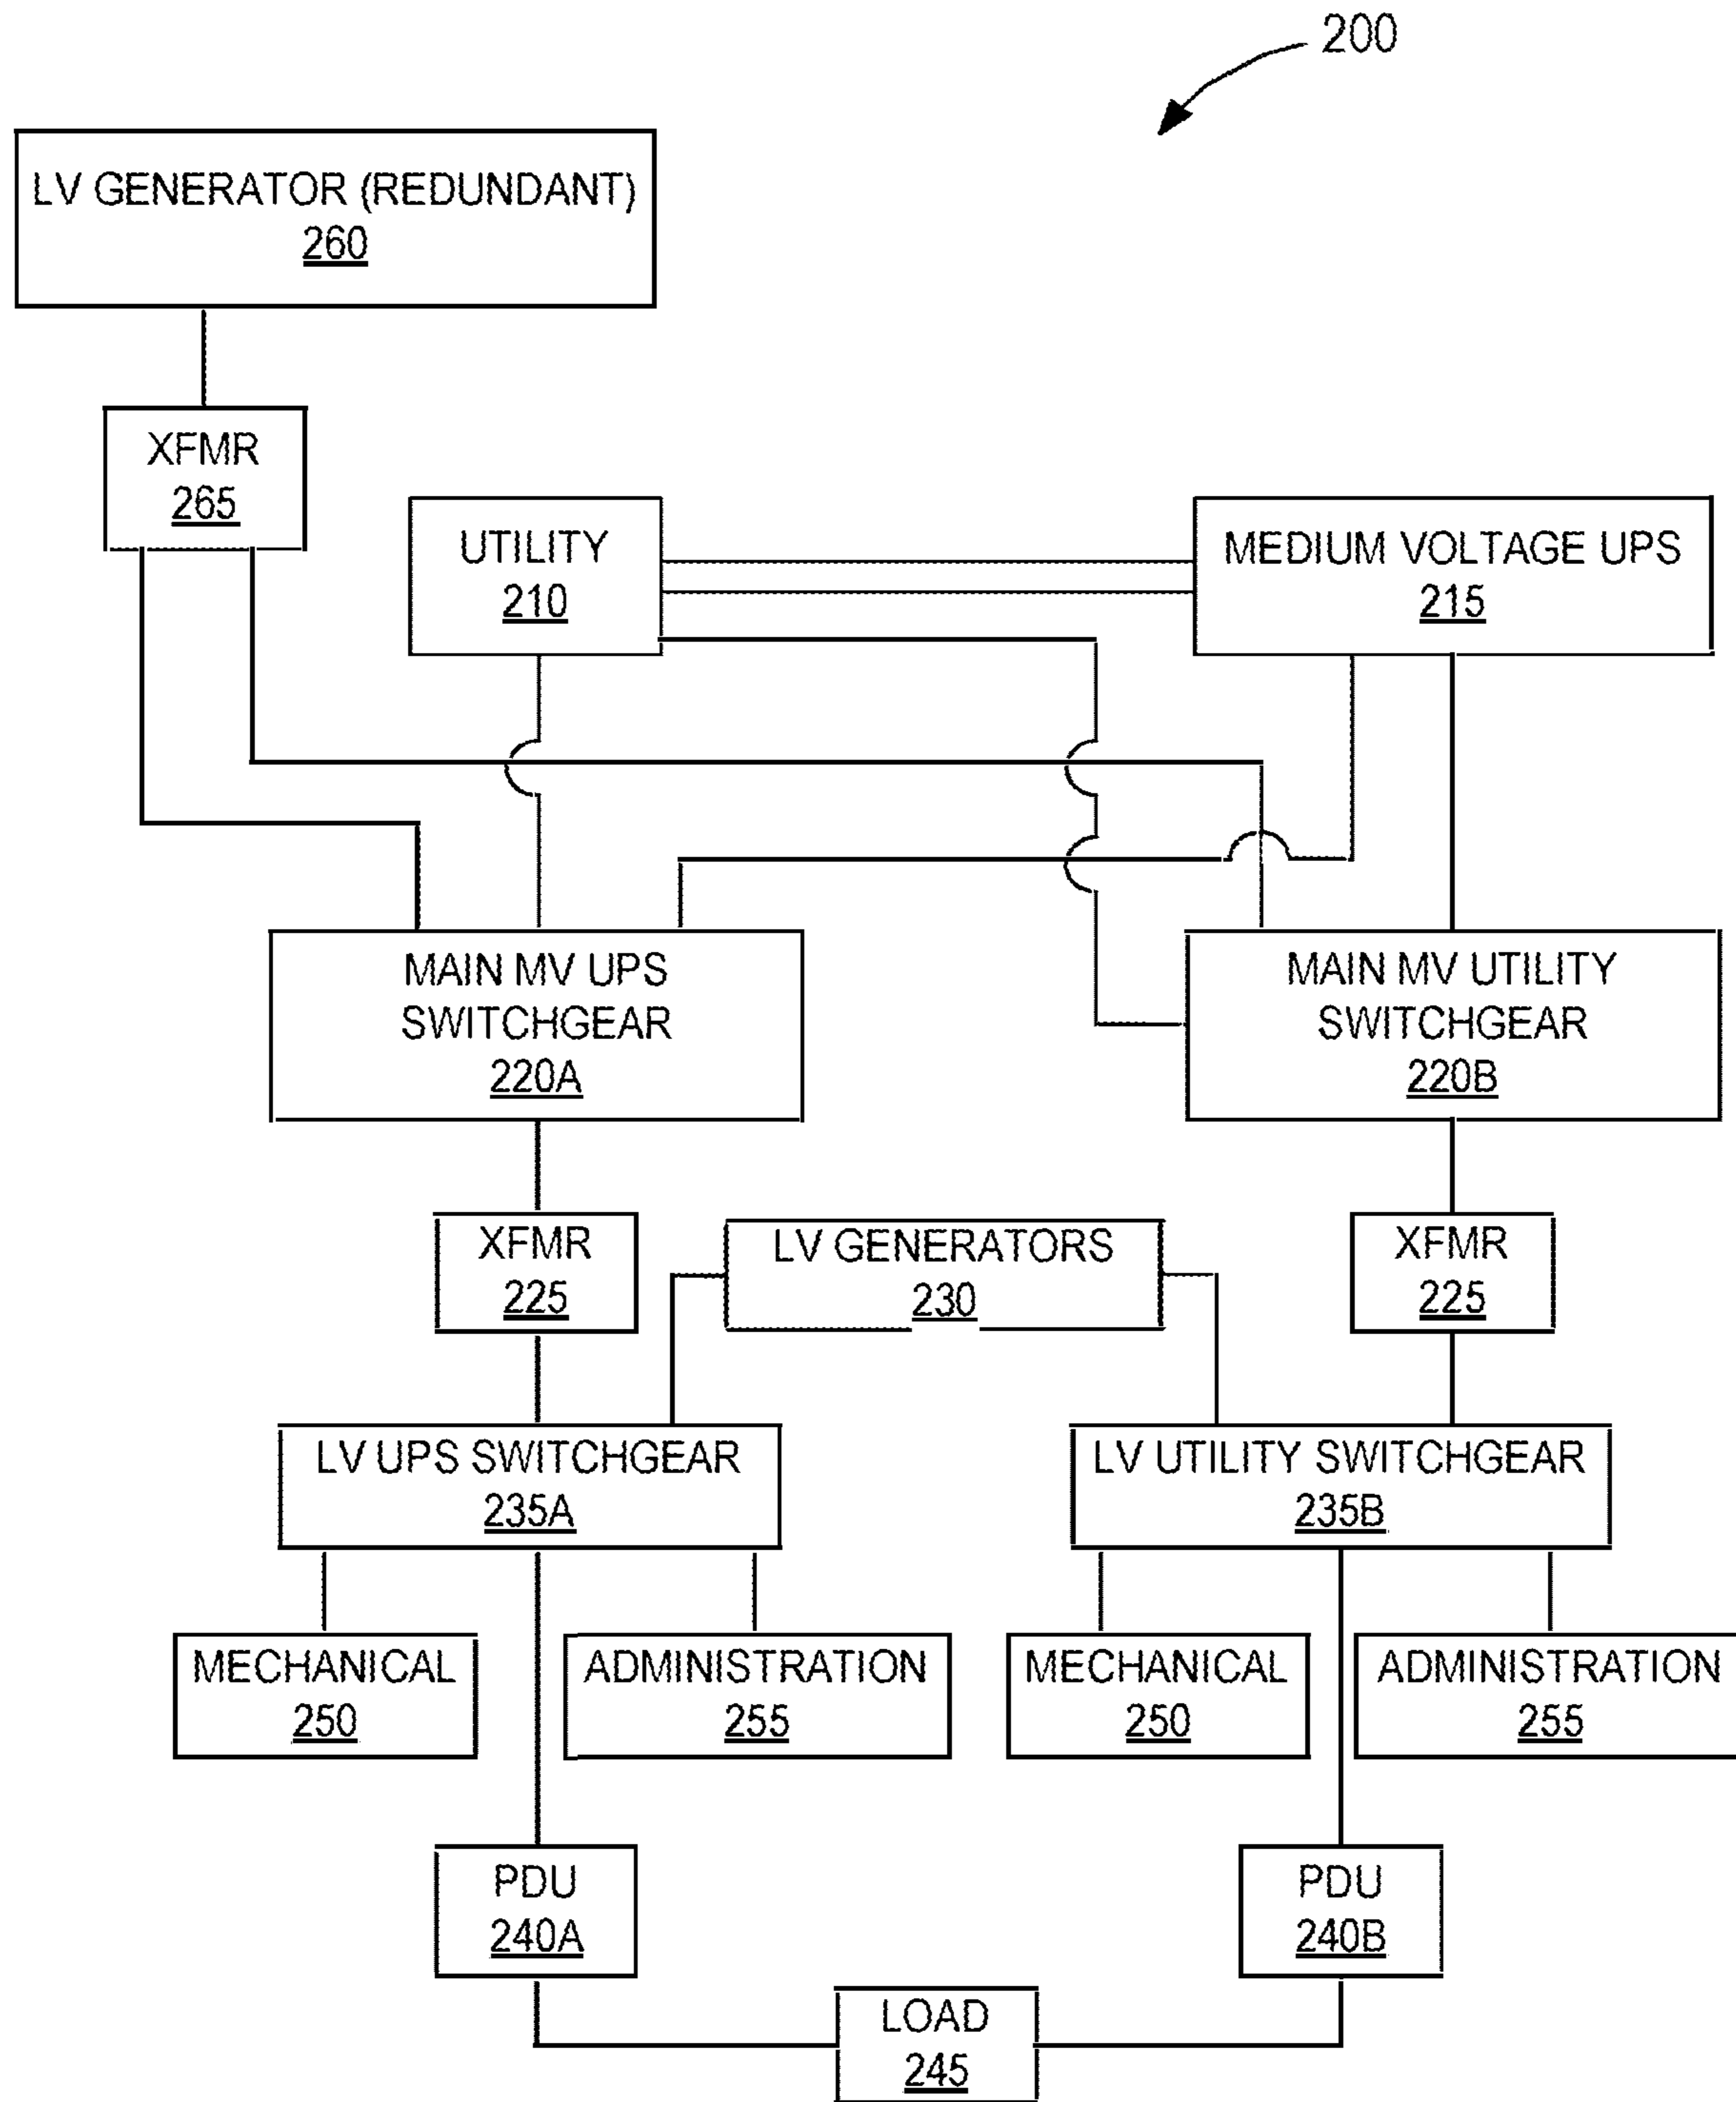 200
LV GENERATOR (REDUNDANT)
260
XFMR
265
UTILITY
210
MEDIUM VOLTAGE UPS
215
MAIN MV UPS
SWITCHGEAR
220A
MAIN MV UTILITY
SWITCHGEAR
220B
XFMR
225
LV GENERATORS
230
XFMR
225
LV UPS SWITCHGEAR
235A
LV UTILITY SWITCHGEAR
235B
MECHANICAL
250
ADMINISTRATION
255
MECHANICAL
250
ADMINISTRATION
255
PDU
240A
PDU
240B
LOAD
245